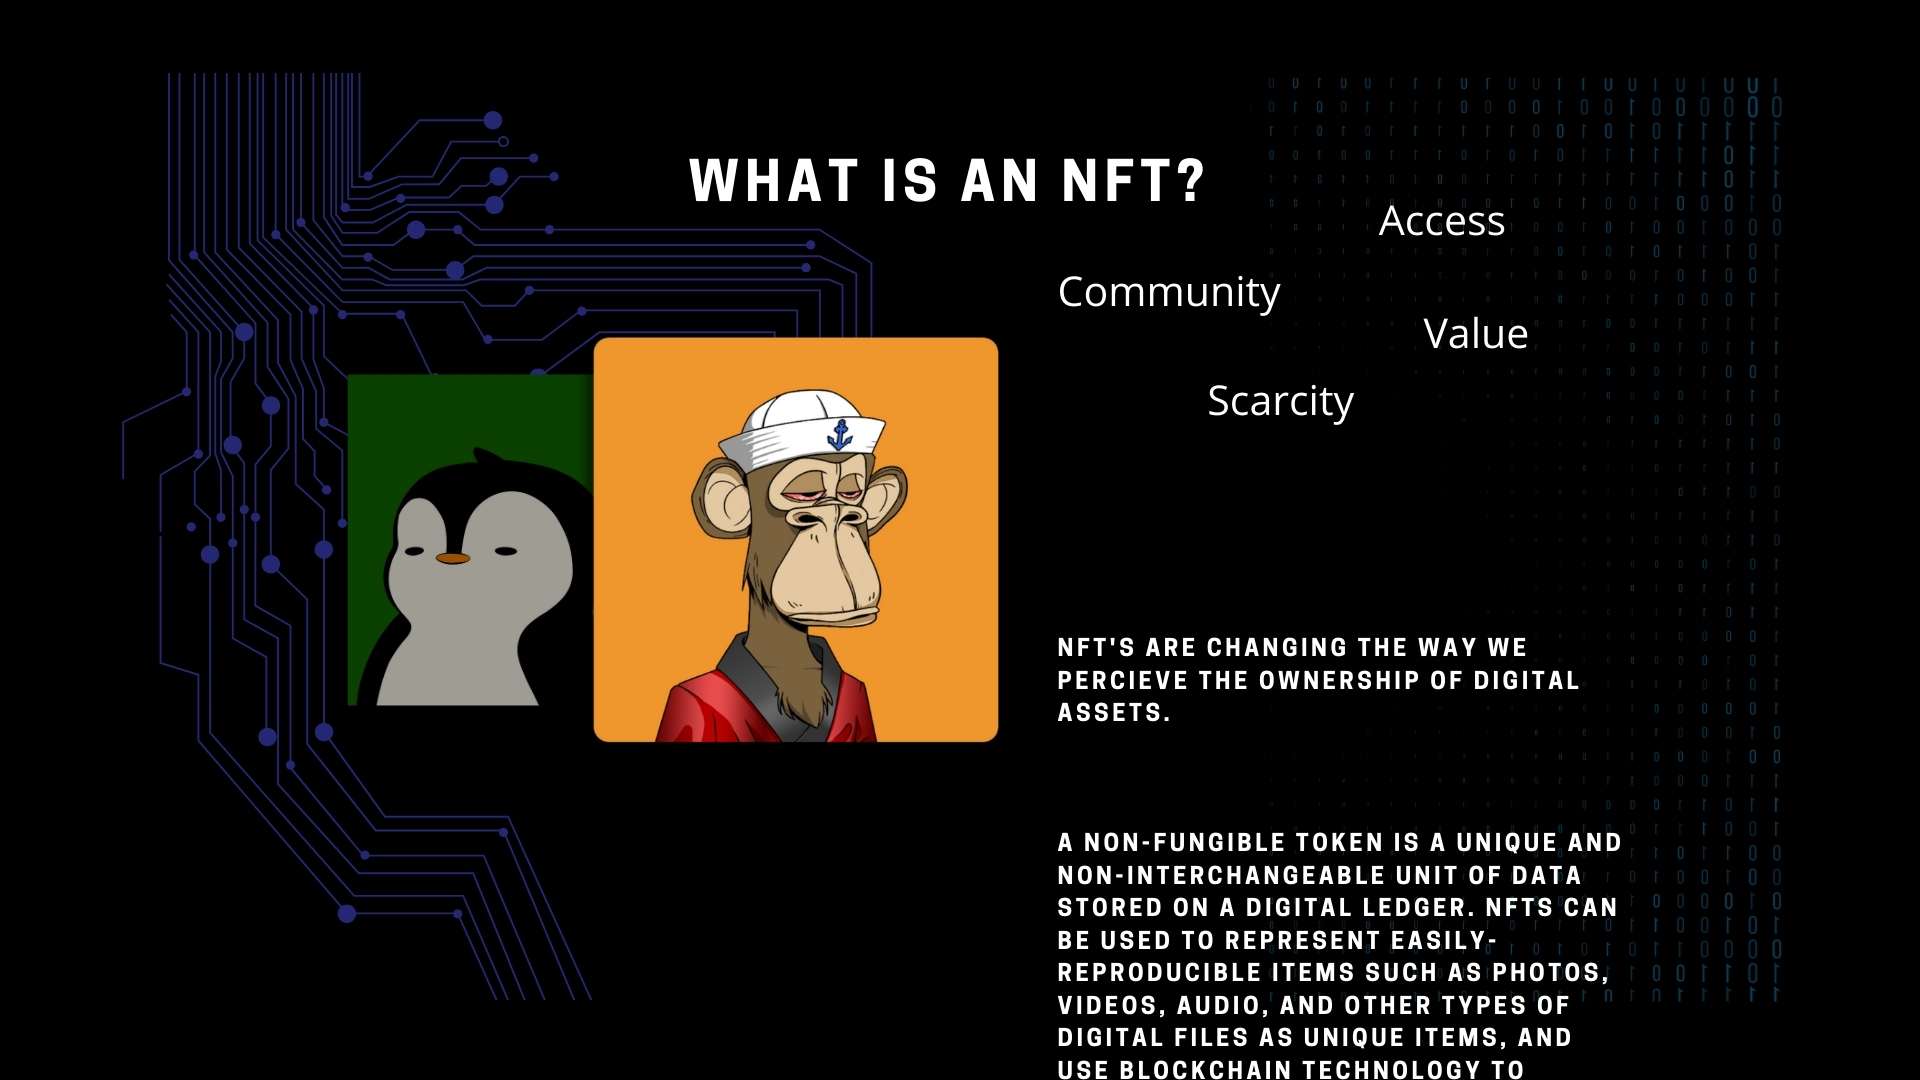 WHAT IS AN NFT?
Access
Community
Value
Scarcity
NFT'S ARE CHANGING THE WAY WE
PERCIEVE THE OWNERSHIP OF DIGITAL
ASSETS.
A NON-FUNGIBLE TOKEN IS A UNIQUE AND
NON-INTERCHANGEABLE UNIT OF DATA
STORED ON A DIGITAL LEDGER. NFTS CAN
BE USED TO REPRESENT EASILY-
REPRODUCIBLE ITEMS SUCH AS PHOTOS,
VIDEOS, AUDIO, AND OTHER TYPES OF
DIGITAL FILES AS UNIQUE ITEMS, AND
USE BLOCKCHAIN TECHNOLOGY TO